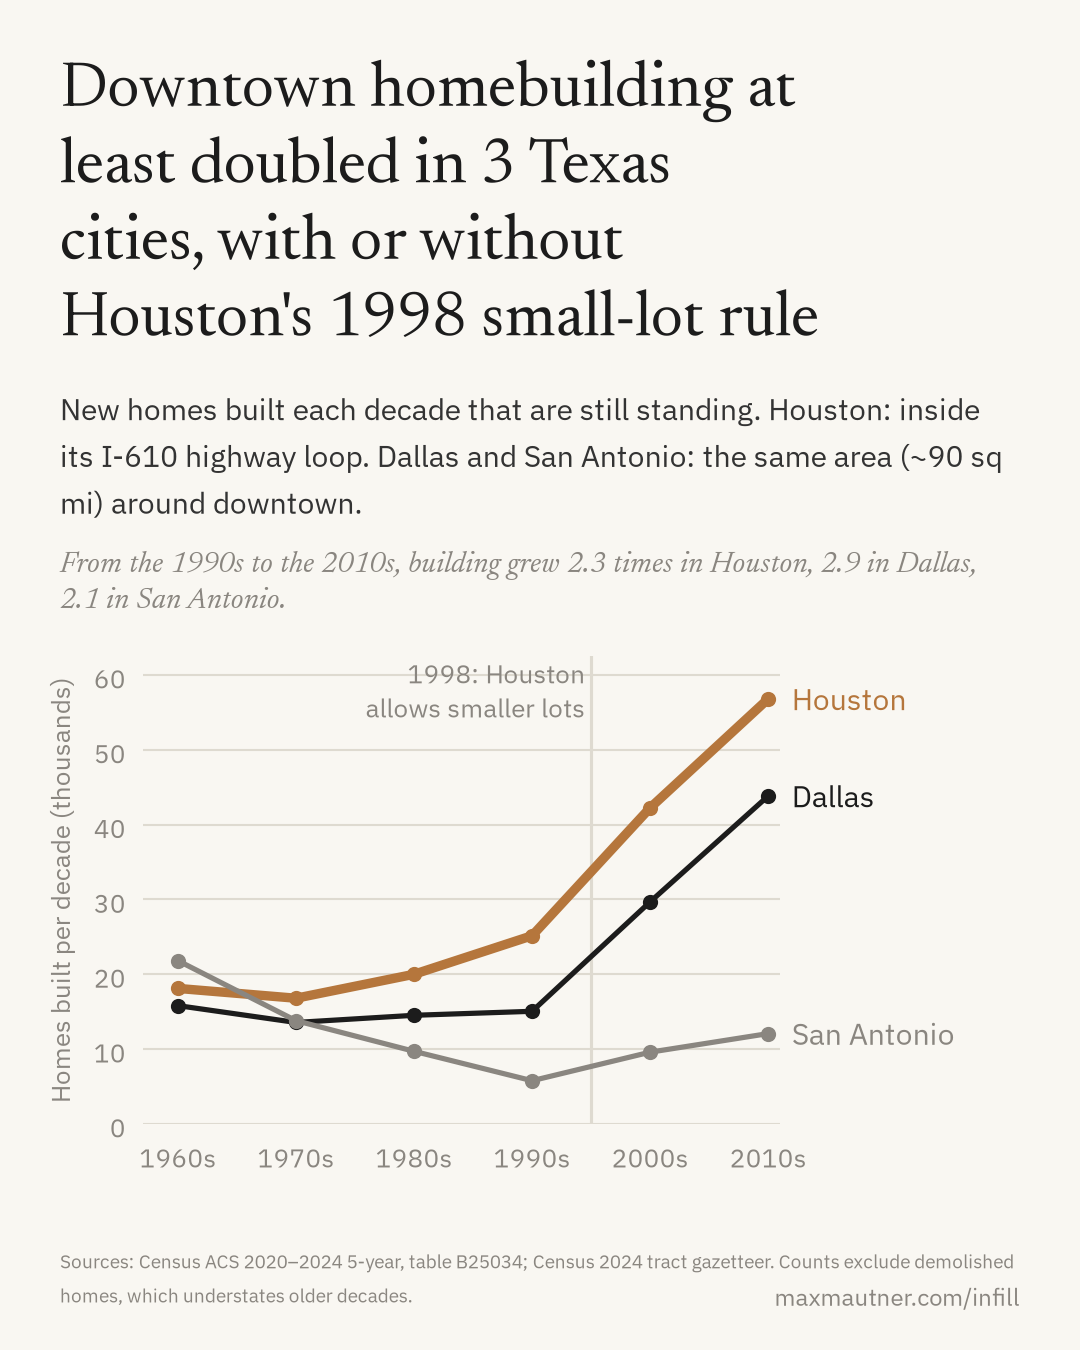 Downtown homebuilding at
least doubled in 3 Texas
cities, with or without
Houston's 1998 small-lot rule
New homes built each decade that are still standing. Houston: inside
its I-610 highway loop. Dallas and San Antonio: the same area (~90 sq
mi) around downtown.
From the 1990s to the 2010s, building grew 2.3 times in Houston, 2.9 in Dallas,
2.1 in San Antonio.
Homes built per decade (thousands)
60
50
40
30
20
10
0
1998: Houston
allows smaller lots
Houston
Dallas
San Antonio
1960s 1970s 1980s 1990s 2000s 2010s
Sources: Census ACS 2020–2024 5-year, table B25034; Census 2024 tract gazetteer. Counts exclude demolished
homes, which understates older decades.
maxmautner.com/infill